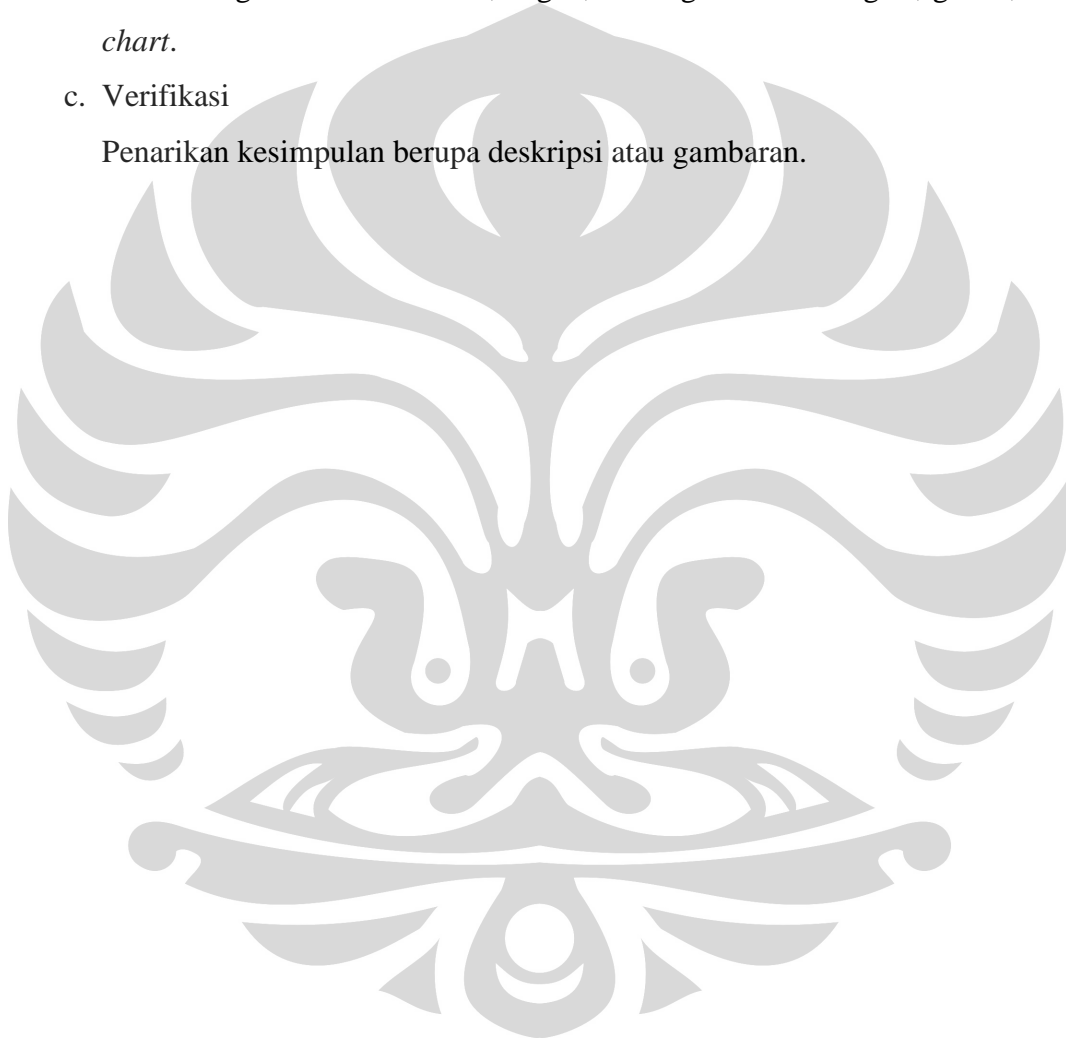 chart.
c. Verifikasi
Penarikan kesimpulan berupa deskripsi atau gambaran.